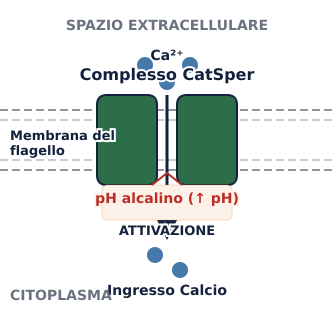 SPAZIO EXTRACELLULARE
Ca²⁺
Complesso CatSper
Membrana del
flagello
pH alcalino (↑ pH)
ATTIVAZIONE
Ingresso Calcio
CITOPLASMA